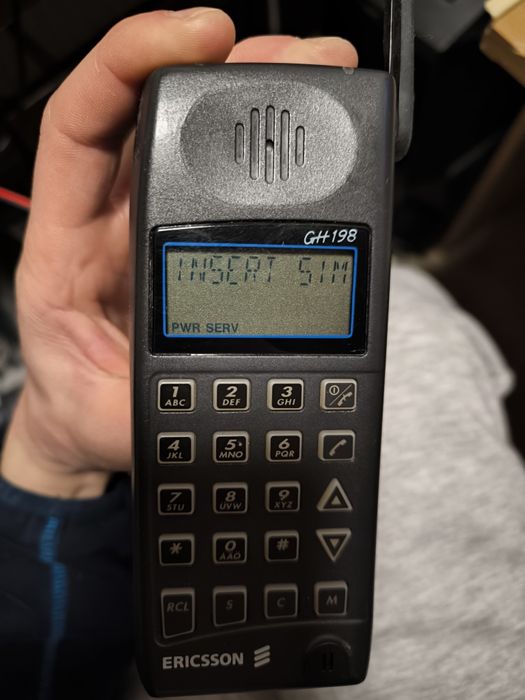 GH198
INSERT SIM
PWR SERV
1 2 3
ABC DEF GHI
4 5 6
JKL MNO PQR
7 8 9
STU UVW XYZ
* 0 #
ÅÄÖ
RCL S C M
ERICSSON